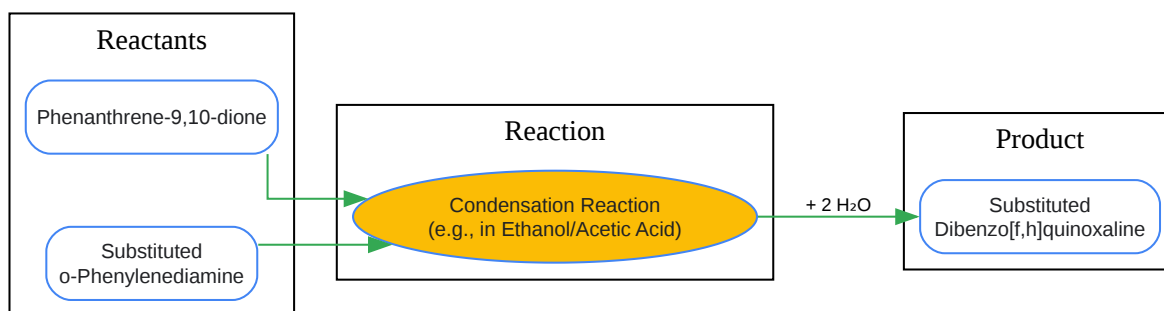 Reactants
Phenanthrene-9,10-dione
Substituted
o-Phenylenediamine
Reaction
Condensation Reaction
(e.g., in Ethanol/Acetic Acid)
+ 2 H₂O
Product
Substituted
Dibenzo[f,h]quinoxaline